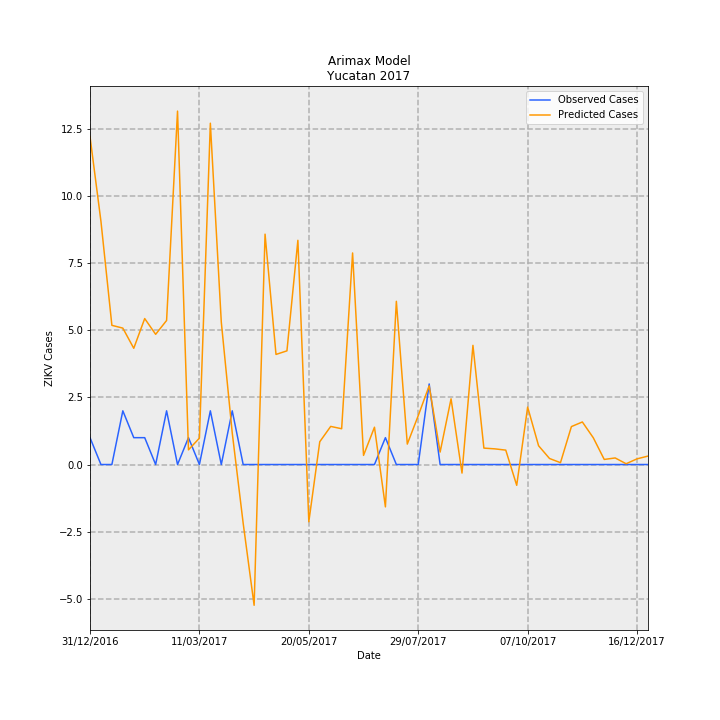 Arimax Model
Yucatan 2017
Observed Cases
Predicted Cases
12.5
10.0
7.5
5.0
2.5
0.0
−2.5
−5.0
ZIKV Cases
31/12/2016 11/03/2017 20/05/2017 29/07/2017 07/10/2017 16/12/2017
Date